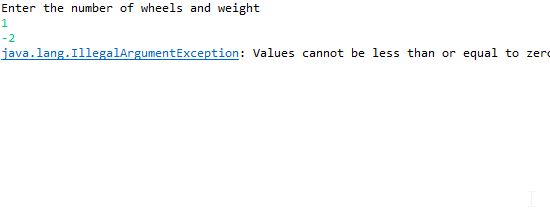 Enter the number of wheels and weight
1
-2
java.lang.IllegalArgumentException: Values cannot be less than or equal to zero